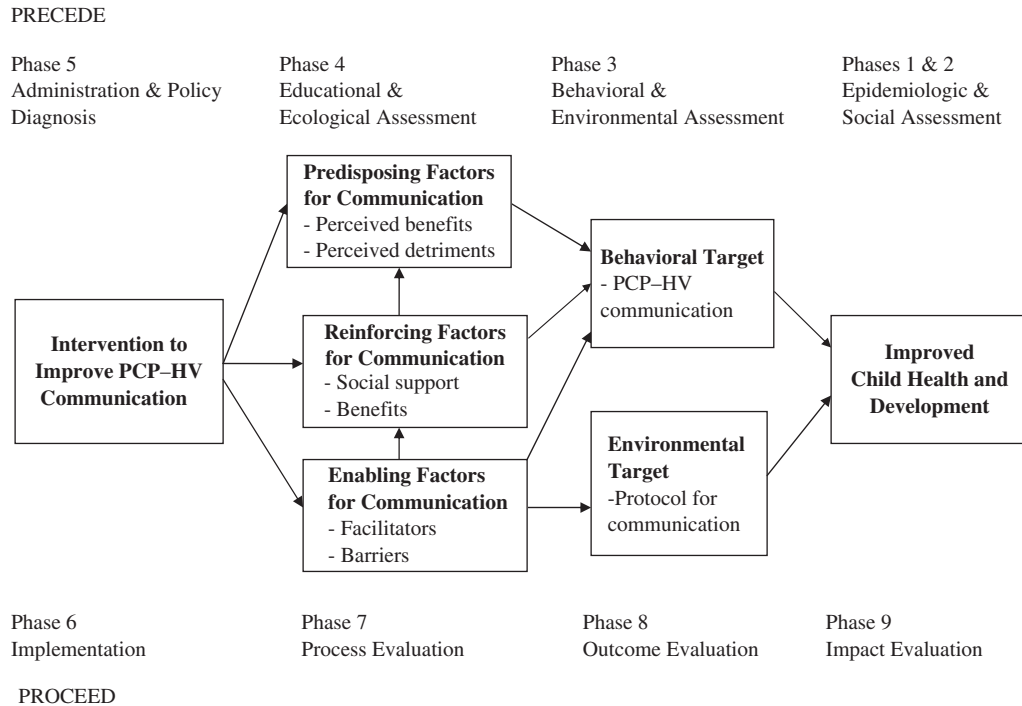 PRECEDE
Phase 5
Administration & Policy
Diagnosis
Phase 4
Educational &
Ecological Assessment
Phase 3
Behavioral &
Environmental Assessment
Phases 1 & 2
Epidemiologic &
Social Assessment
Intervention to
Improve PCP–HV
Communication
Predisposing Factors
for Communication
- Perceived benefits
- Perceived detriments
Reinforcing Factors
for Communication
- Social support
- Benefits
Enabling Factors
for Communication
- Facilitators
- Barriers
Behavioral Target
- PCP–HV
communication
Environmental
Target
-Protocol for
communication
Improved
Child Health and
Development
Phase 6
Implementation
Phase 7
Process Evaluation
Phase 8
Outcome Evaluation
Phase 9
Impact Evaluation
PROCEED